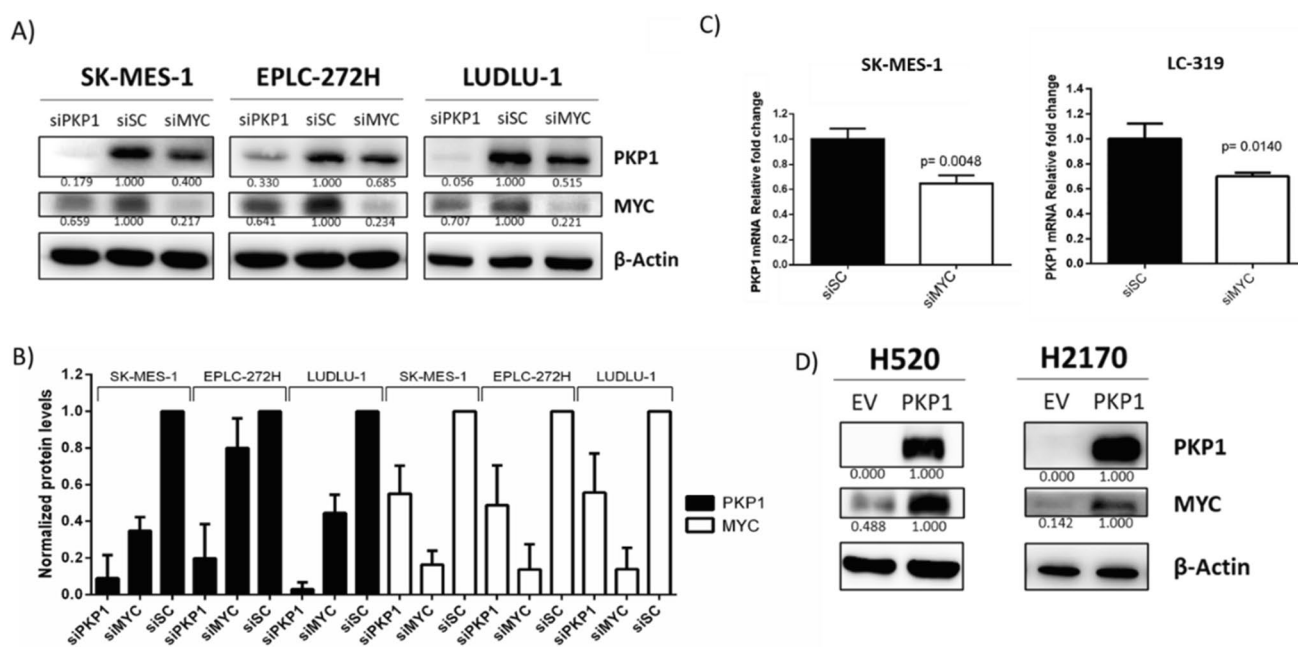 A)
SK-MES-1 EPLC-272H LUDLU-1
siPKP1 siSC siMYC siPKP1 siSC siMYC siPKP1 siSC siMYC
PKP1
0.179 1.000 0.400 0.330 1.000 0.685 0.056 1.000 0.515
MYC
0.659 1.000 0.217 0.641 1.000 0.234 0.707 1.000 0.221
β-Actin
B)
Normalized protein levels
1.2
1.0
0.8
0.6
0.4
0.2
0.0
SK-MES-1 EPLC-272H LUDLU-1 SK-MES-1 EPLC-272H LUDLU-1
siPKP1 siMYC siSC siPKP1 siMYC siSC siPKP1 siMYC siSC siPKP1 siMYC siSC siPKP1 siMYC siSC siPKP1 siMYC siSC
PKP1
MYC
C)
SK-MES-1
PKP1 mRNA Relative fold change
1.2
1.0
0.8
0.6
0.4
0.2
0.0
p= 0.0048
siSC siMYC
LC-319
PKP1 mRNA Relative fold change
1.4
1.2
1.0
0.8
0.6
0.4
0.2
0.0
p= 0.0140
siSC siMYC
D)
H520 H2170
EV PKP1 EV PKP1
PKP1
0.000 1.000 0.000 1.000
MYC
0.488 1.000 0.142 1.000
β-Actin